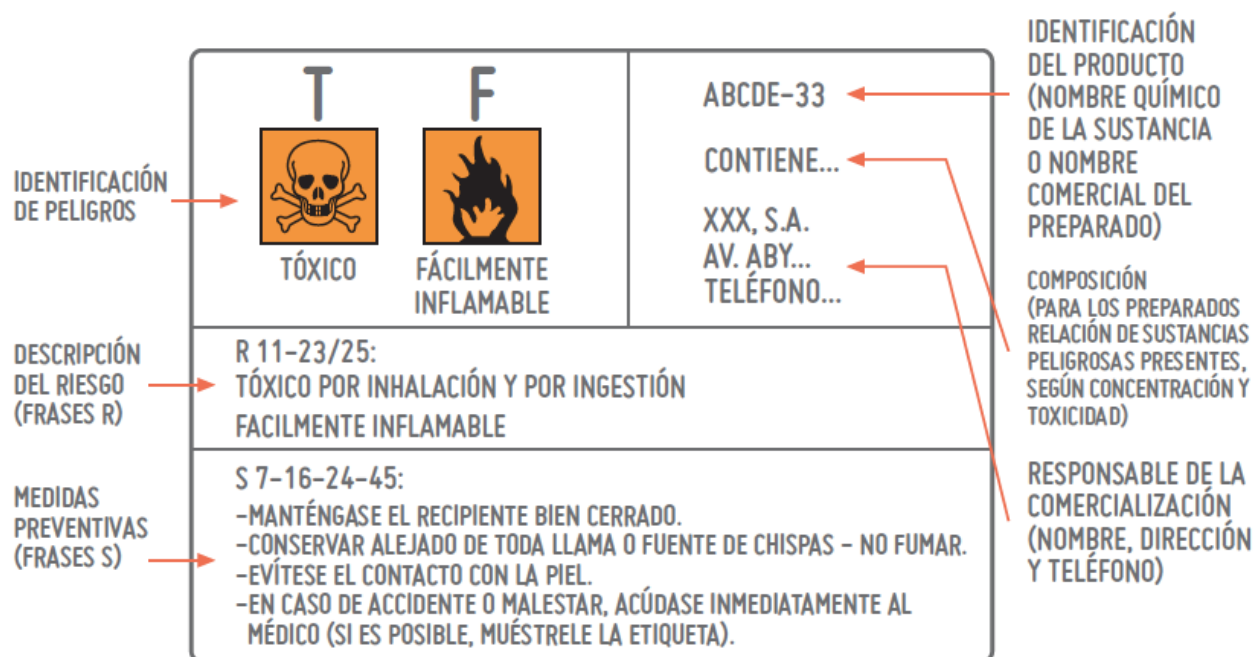 IDENTIFICACIÓN
DE PELIGROS
T
F
TÓXICO
FÁCILMENTE
INFLAMABLE
ABCDE-33
CONTIENE...
XXX, S.A.
AV. ABY...
TELÉFONO...
IDENTIFICACIÓN
DEL PRODUCTO
(NOMBRE QUÍMICO
DE LA SUSTANCIA
O NOMBRE
COMERCIAL DEL
PREPARADO)
COMPOSICIÓN
(PARA LOS PREPARADOS
RELACIÓN DE SUSTANCIAS
PELIGROSAS PRESENTES,
SEGÚN CONCENTRACIÓN Y
TOXICIDAD)
RESPONSABLE DE LA
COMERCIALIZACIÓN
(NOMBRE, DIRECCIÓN
Y TELÉFONO)
DESCRIPCIÓN
DEL RIESGO
(FRASES R)
R 11-23/25:
TÓXICO POR INHALACIÓN Y POR INGESTIÓN
FACILMENTE INFLAMABLE
MEDIDAS
PREVENTIVAS
(FRASES S)
S 7-16-24-45:
-MANTÉNGASE EL RECIPIENTE BIEN CERRADO.
-CONSERVAR ALEJADO DE TODA LLAMA O FUENTE DE CHISPAS - NO FUMAR.
-EVÍTESE EL CONTACTO CON LA PIEL.
-EN CASO DE ACCIDENTE O MALESTAR, ACÚDASE INMEDIATAMENTE AL
MÉDICO (SI ES POSIBLE, MUÉSTRELE LA ETIQUETA).